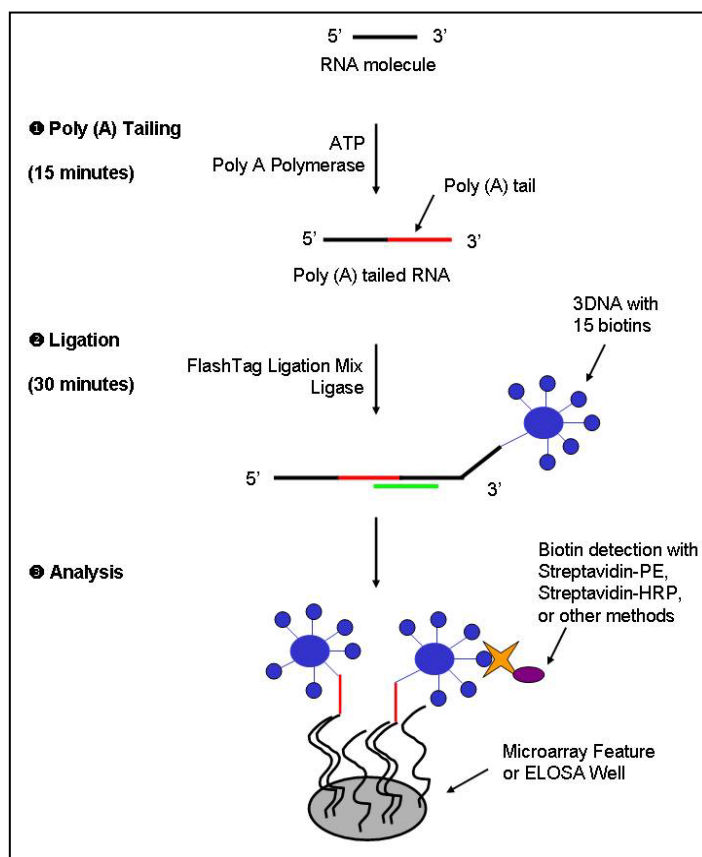 5’ 3’
RNA molecule
❶ Poly (A) Tailing
(15 minutes)
ATP
Poly A Polymerase
Poly (A) tail
5’ 3’
Poly (A) tailed RNA
3DNA with
15 biotins
❷ Ligation
(30 minutes)
FlashTag Ligation Mix
Ligase
5’ 3’
❸ Analysis
Biotin detection with
Streptavidin-PE,
Streptavidin-HRP,
or other methods
Microarray Feature
or ELOSA Well